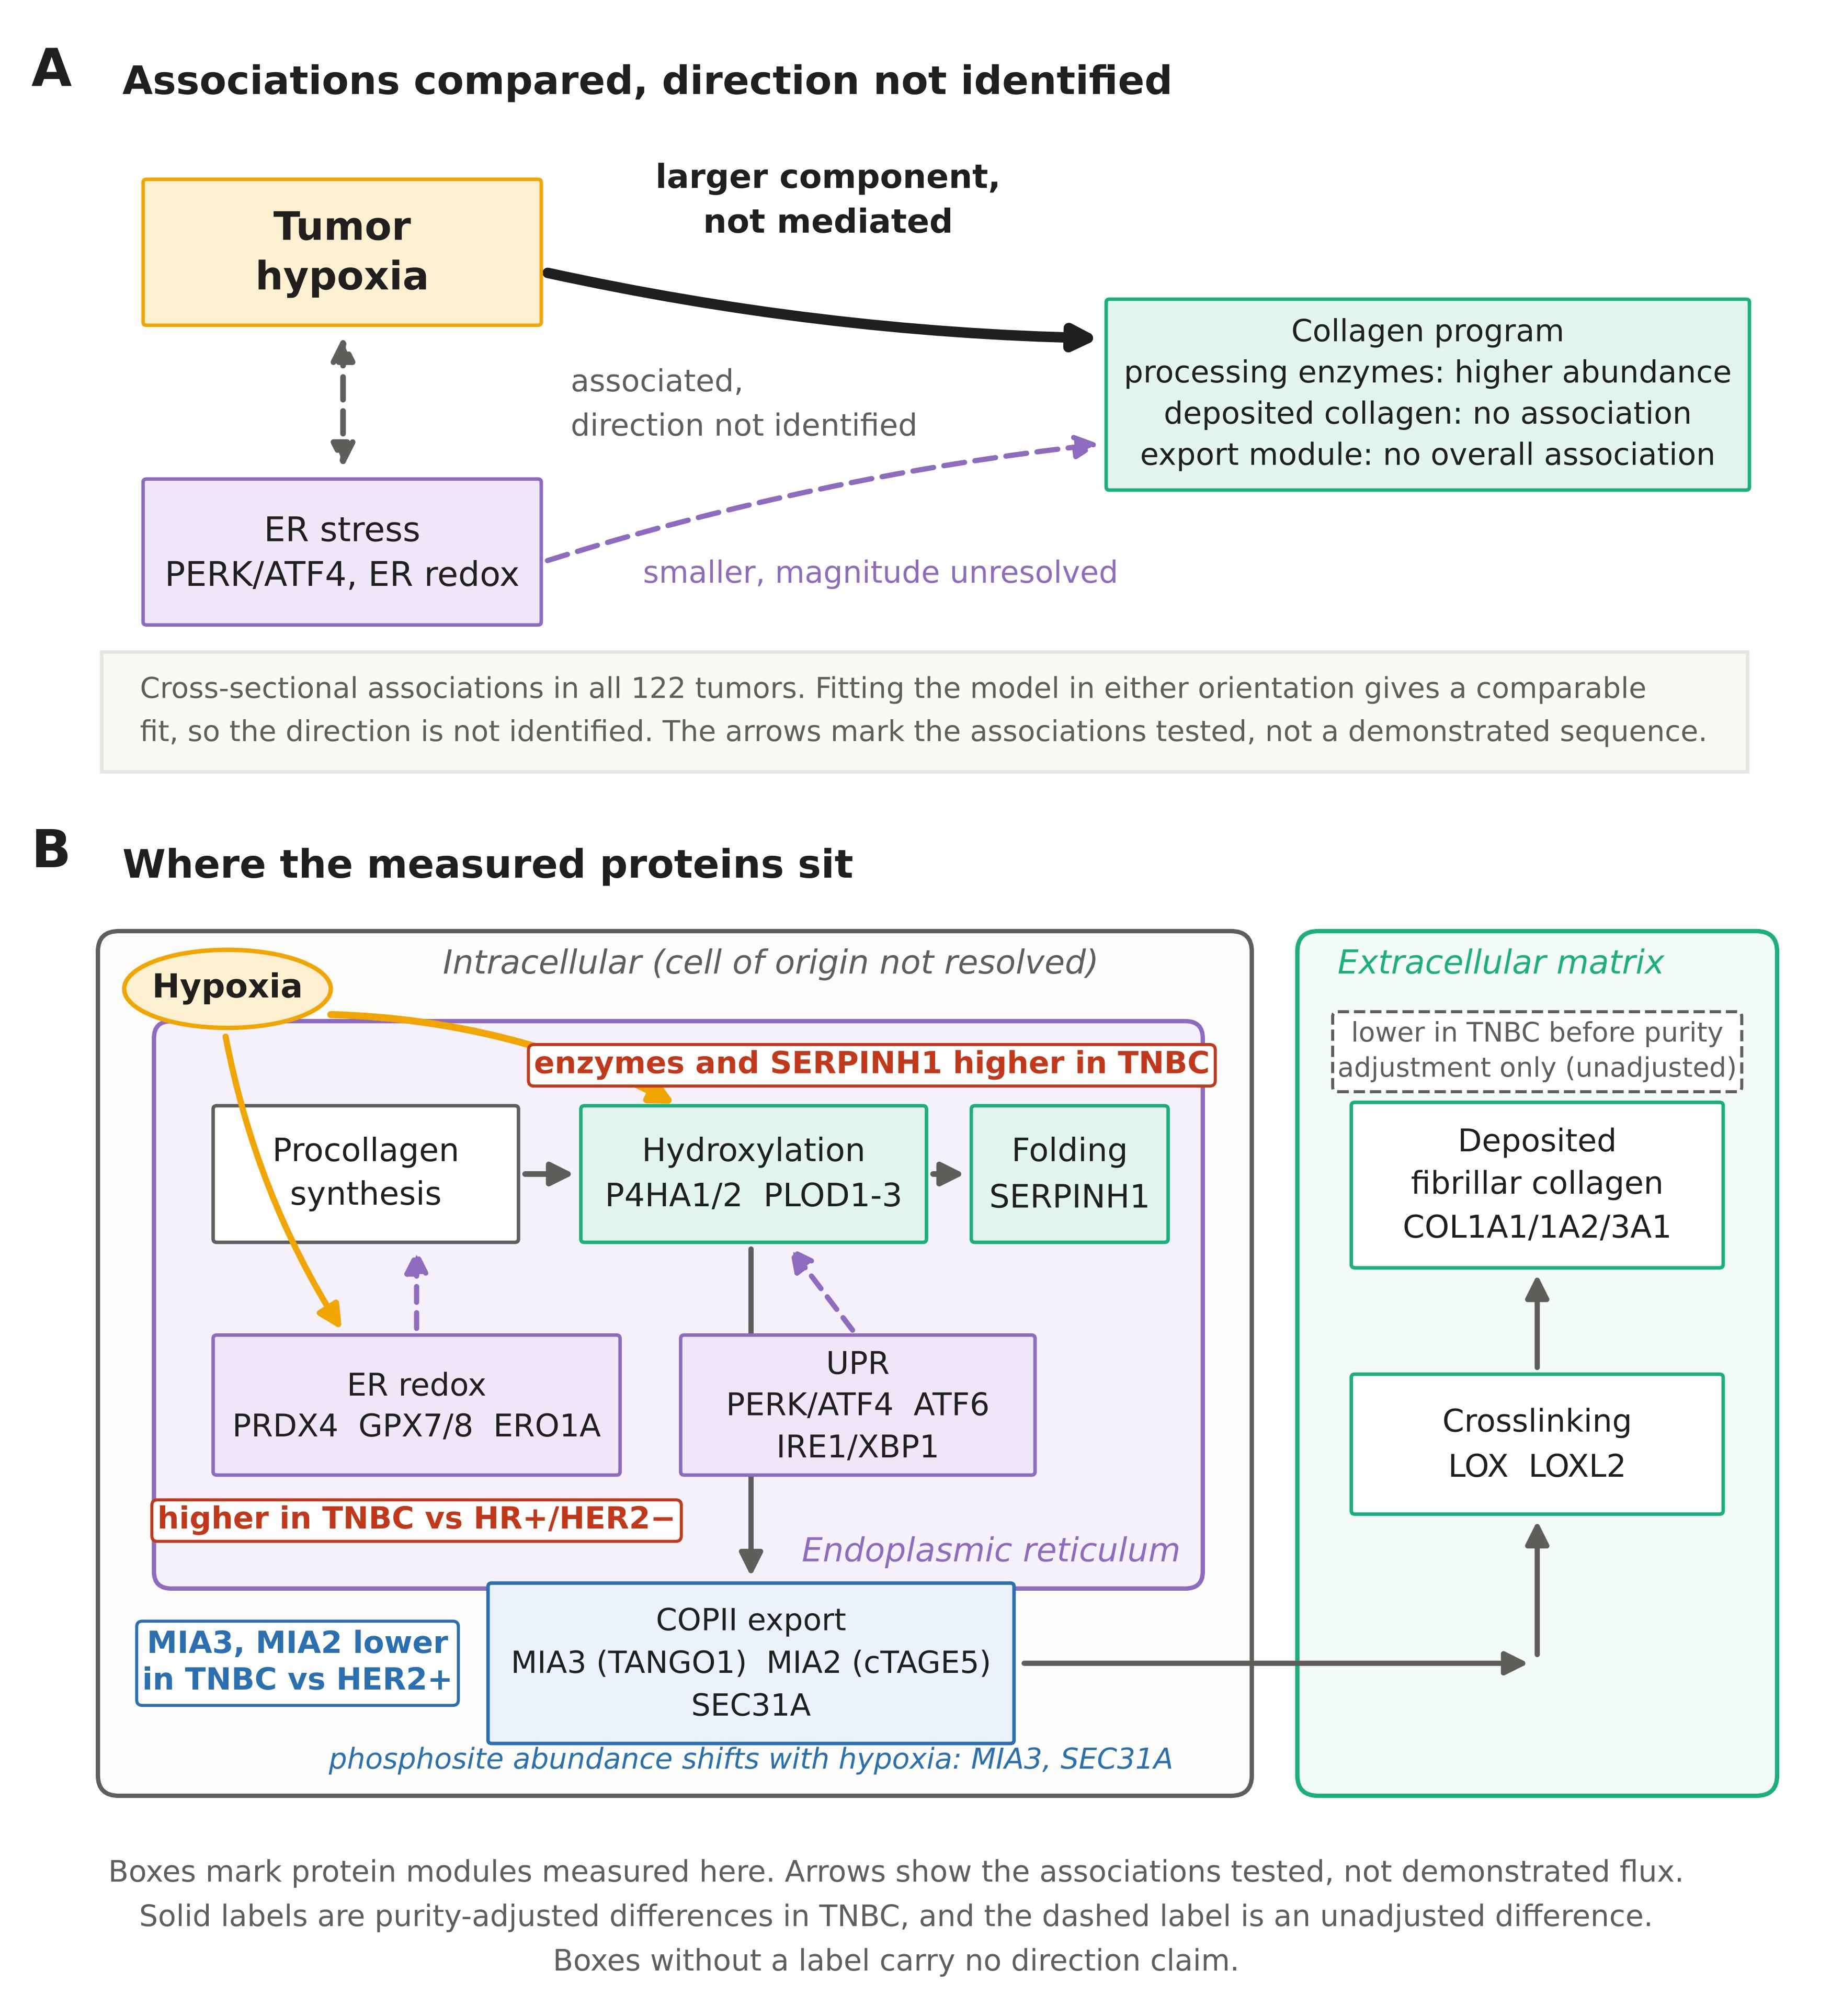 A
Associations compared, direction not identified
larger component,
not mediated
Tumor
hypoxia
Collagen program
processing enzymes: higher abundance
deposited collagen: no association
export module: no overall association
associated,
direction not identified
ER stress
PERK/ATF4, ER redox
smaller, magnitude unresolved
Cross-sectional associations in all 122 tumors. Fitting the model in either orientation gives a comparable
fit, so the direction is not identified. The arrows mark the associations tested, not a demonstrated sequence.
B
Where the measured proteins sit
Intracellular (cell of origin not resolved)
Hypoxia
enzymes and SERPINH1 higher in TNBC
Procollagen
synthesis
Hydroxylation
P4HA1/2 PLOD1-3
Folding
SERPINH1
ER redox
PRDX4 GPX7/8 ERO1A
UPR
PERK/ATF4 ATF6
IRE1/XBP1
higher in TNBC vs HR+/HER2−
Endoplasmic reticulum
MIA3, MIA2 lower
in TNBC vs HER2+
COPII export
MIA3 (TANGO1) MIA2 (cTAGE5)
SEC31A
phosphosite abundance shifts with hypoxia: MIA3, SEC31A
Extracellular matrix
lower in TNBC before purity
adjustment only (unadjusted)
Deposited
fibrillar collagen
COL1A1/1A2/3A1
Crosslinking
LOX LOXL2
Boxes mark protein modules measured here. Arrows show the associations tested, not demonstrated flux.
Solid labels are purity-adjusted differences in TNBC, and the dashed label is an unadjusted difference.
Boxes without a label carry no direction claim.